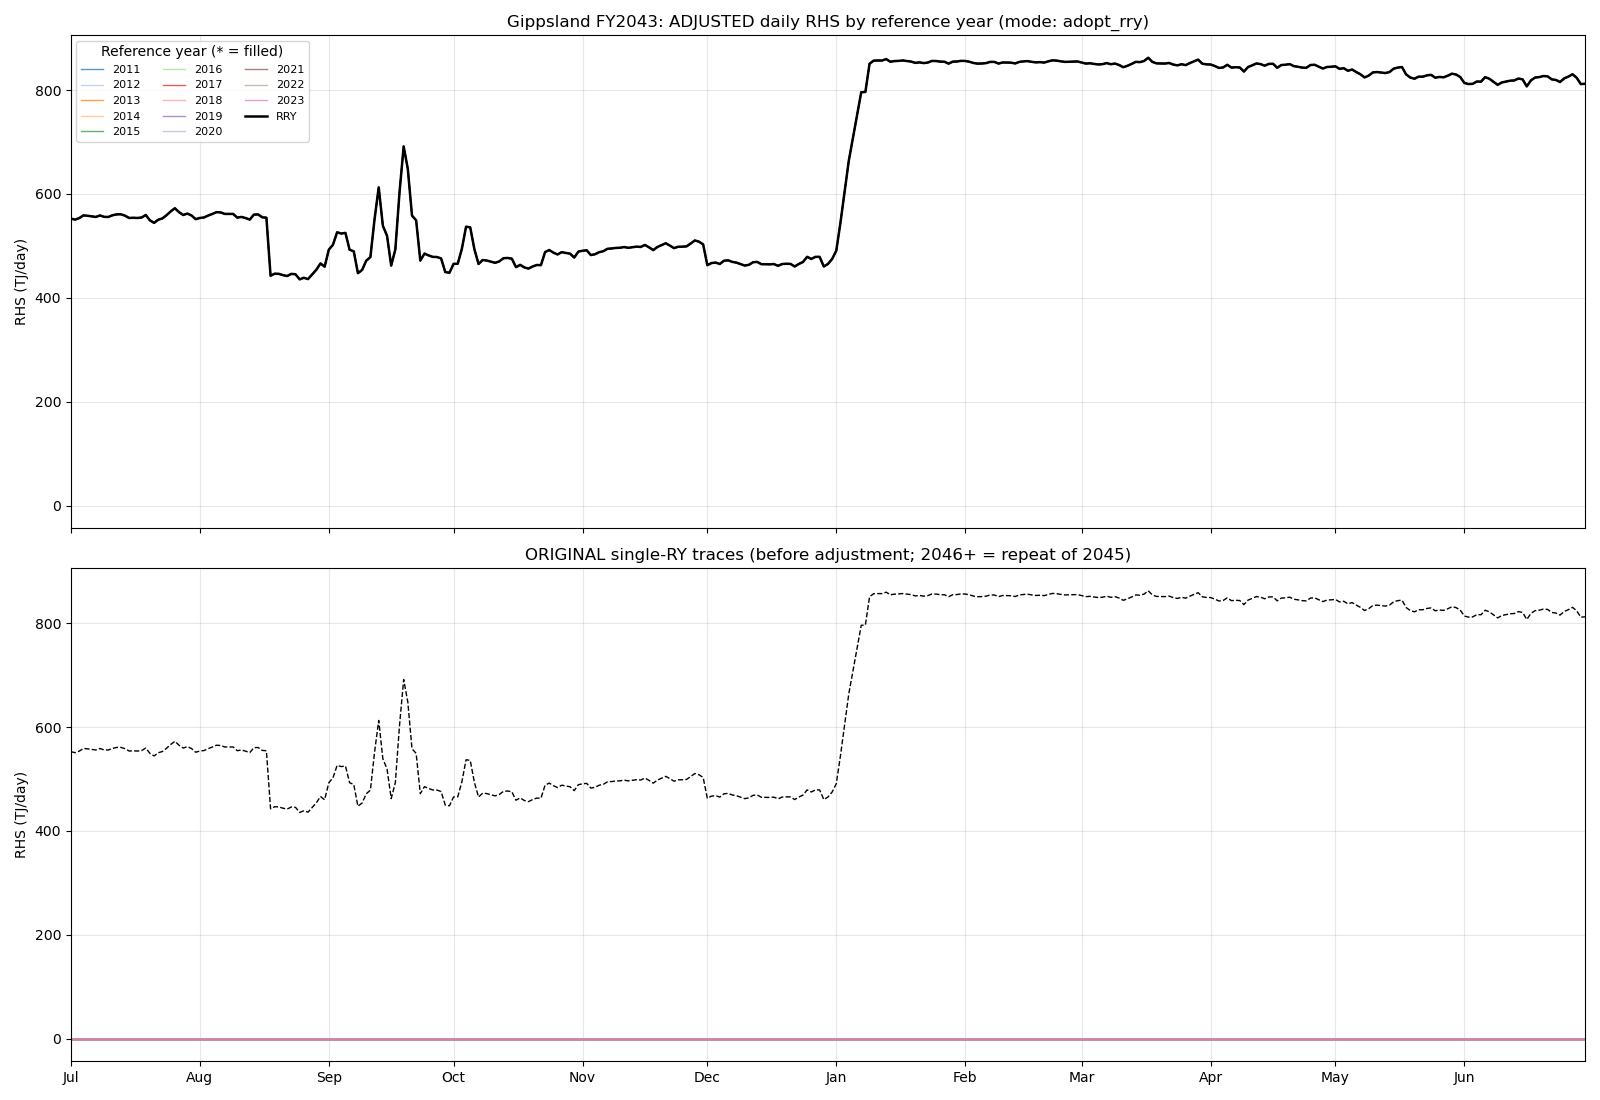 Gippsland FY2043: ADJUSTED daily RHS by reference year (mode: adopt_rry)
Reference year (* = filled)
2011 2016 2021
2012 2017 2022
2013 2018 2023
2014 2019 RRY
2015 2020
RHS (TJ/day)
800
600
400
200
0
ORIGINAL single-RY traces (before adjustment; 2046+ = repeat of 2045)
RHS (TJ/day)
800
600
400
200
0
Jul Aug Sep Oct Nov Dec Jan Feb Mar Apr May Jun